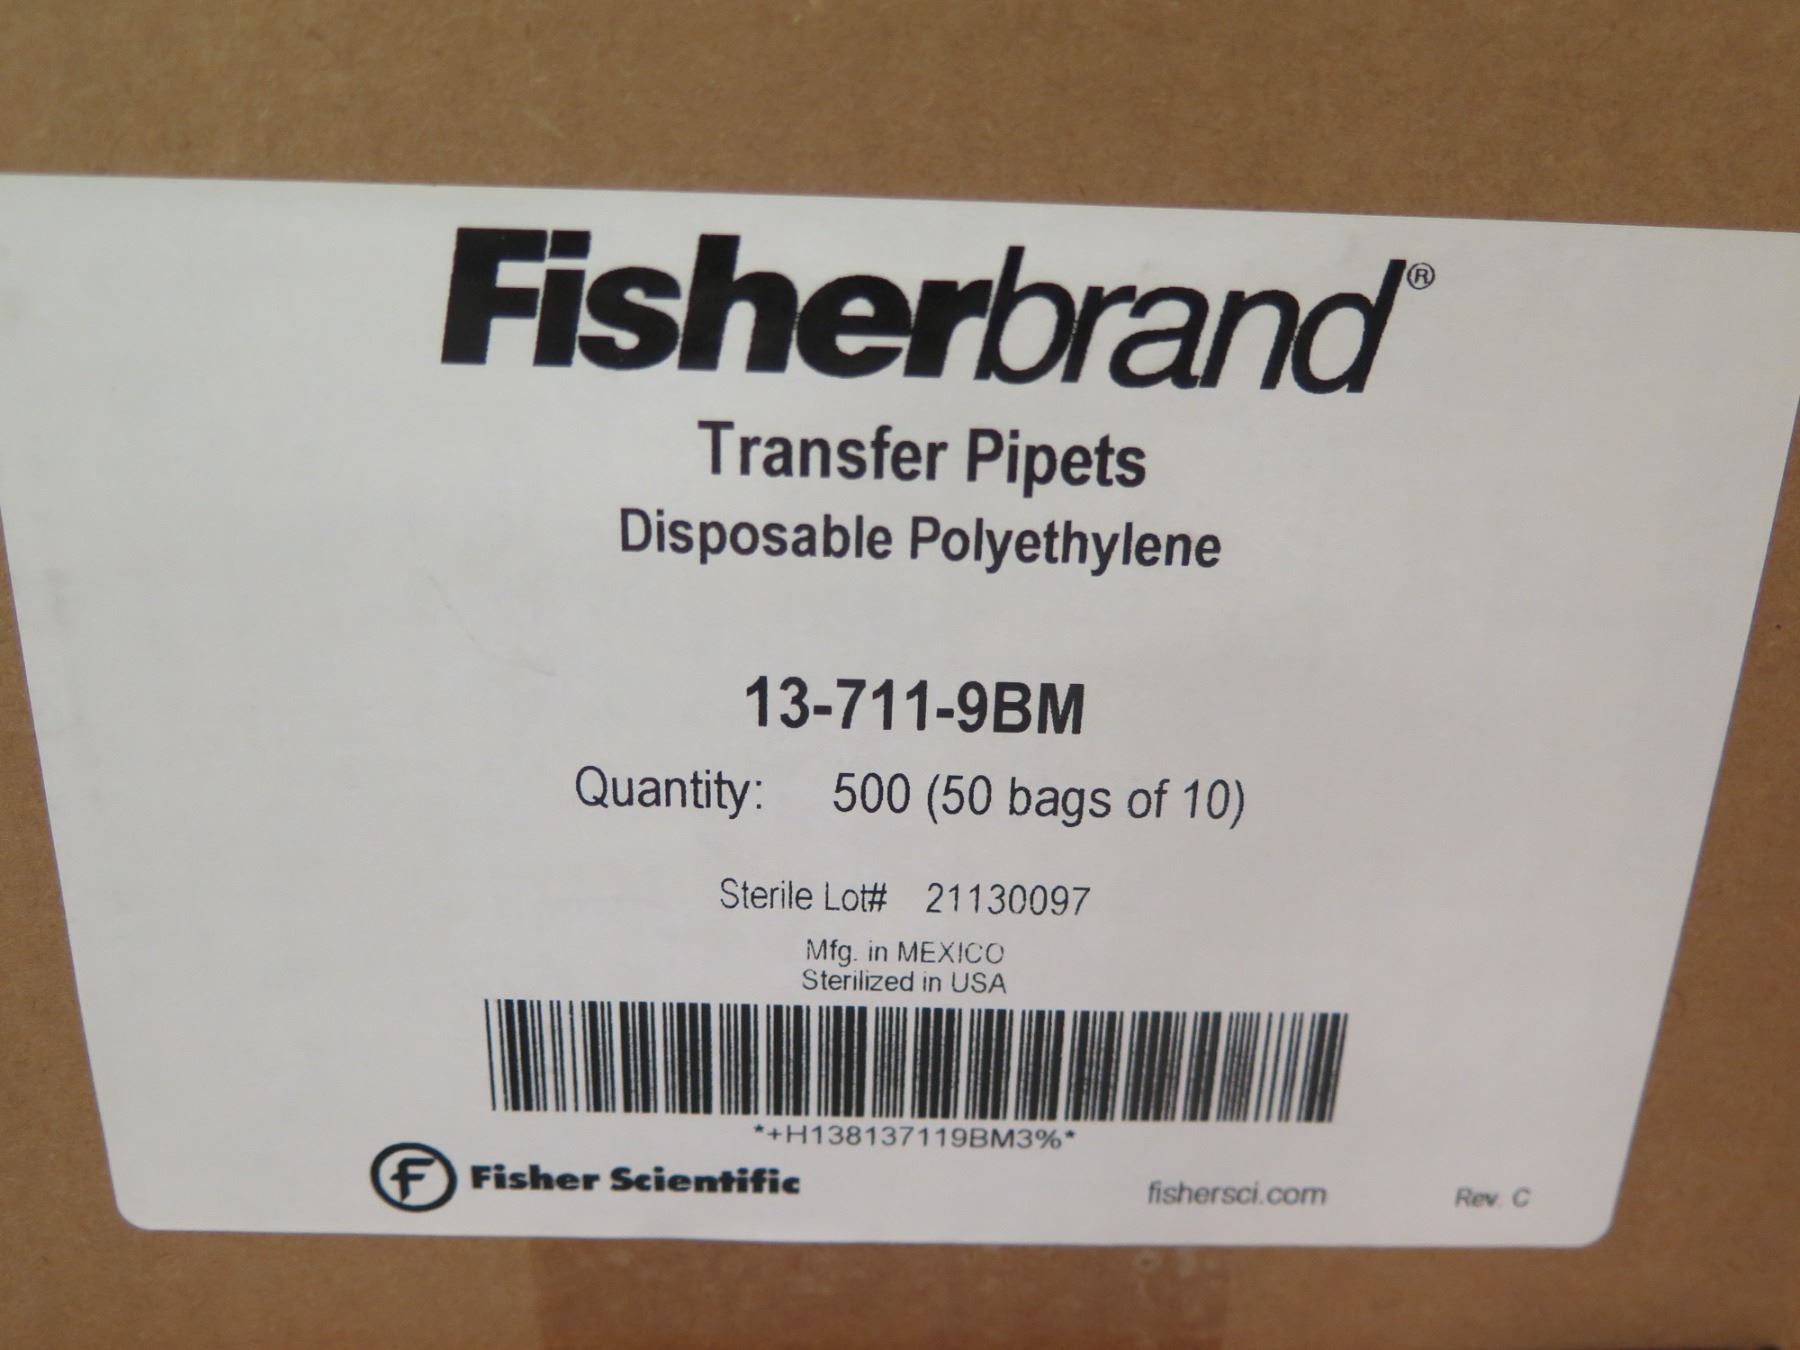 Fisherbrand®
Transfer Pipets
Disposable Polyethylene
13-711-9BM
Quantity: 500 (50 bags of 10)
Sterile Lot# 21130097
Mfg. in MEXICO
Sterilized in USA
*+H138137119BM3%*
F Fisher Scientific
fishersci.com
Rev. C